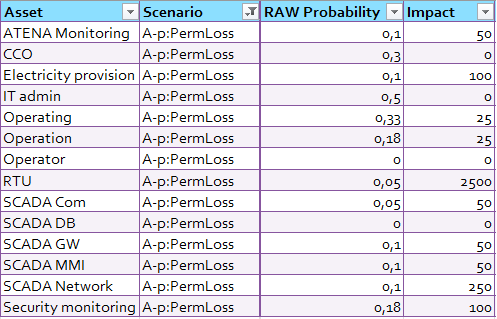 Asset Scenario RAW Probability Impact
ATENA Monitoring A-p:PermLoss 0,1 50
CCO A-p:PermLoss 0,3 0
Electricity provision A-p:PermLoss 0,1 100
IT admin A-p:PermLoss 0,5 0
Operating A-p:PermLoss 0,33 25
Operation A-p:PermLoss 0,18 25
Operator A-p:PermLoss 0 0
RTU A-p:PermLoss 0,05 2500
SCADA Com A-p:PermLoss 0,05 50
SCADA DB A-p:PermLoss 0 0
SCADA GW A-p:PermLoss 0,1 50
SCADA MMI A-p:PermLoss 0,1 50
SCADA Network A-p:PermLoss 0,1 250
Security monitoring A-p:PermLoss 0,18 100